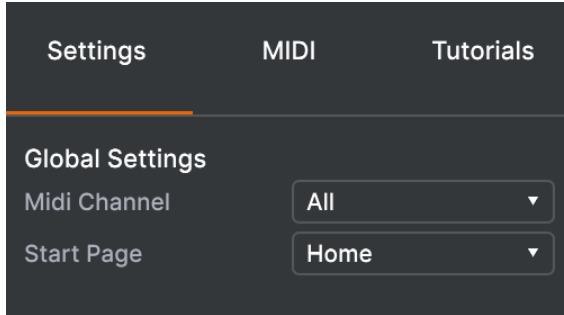 Settings MIDI Tutorials
Global Settings
Midi Channel All
Start Page Home